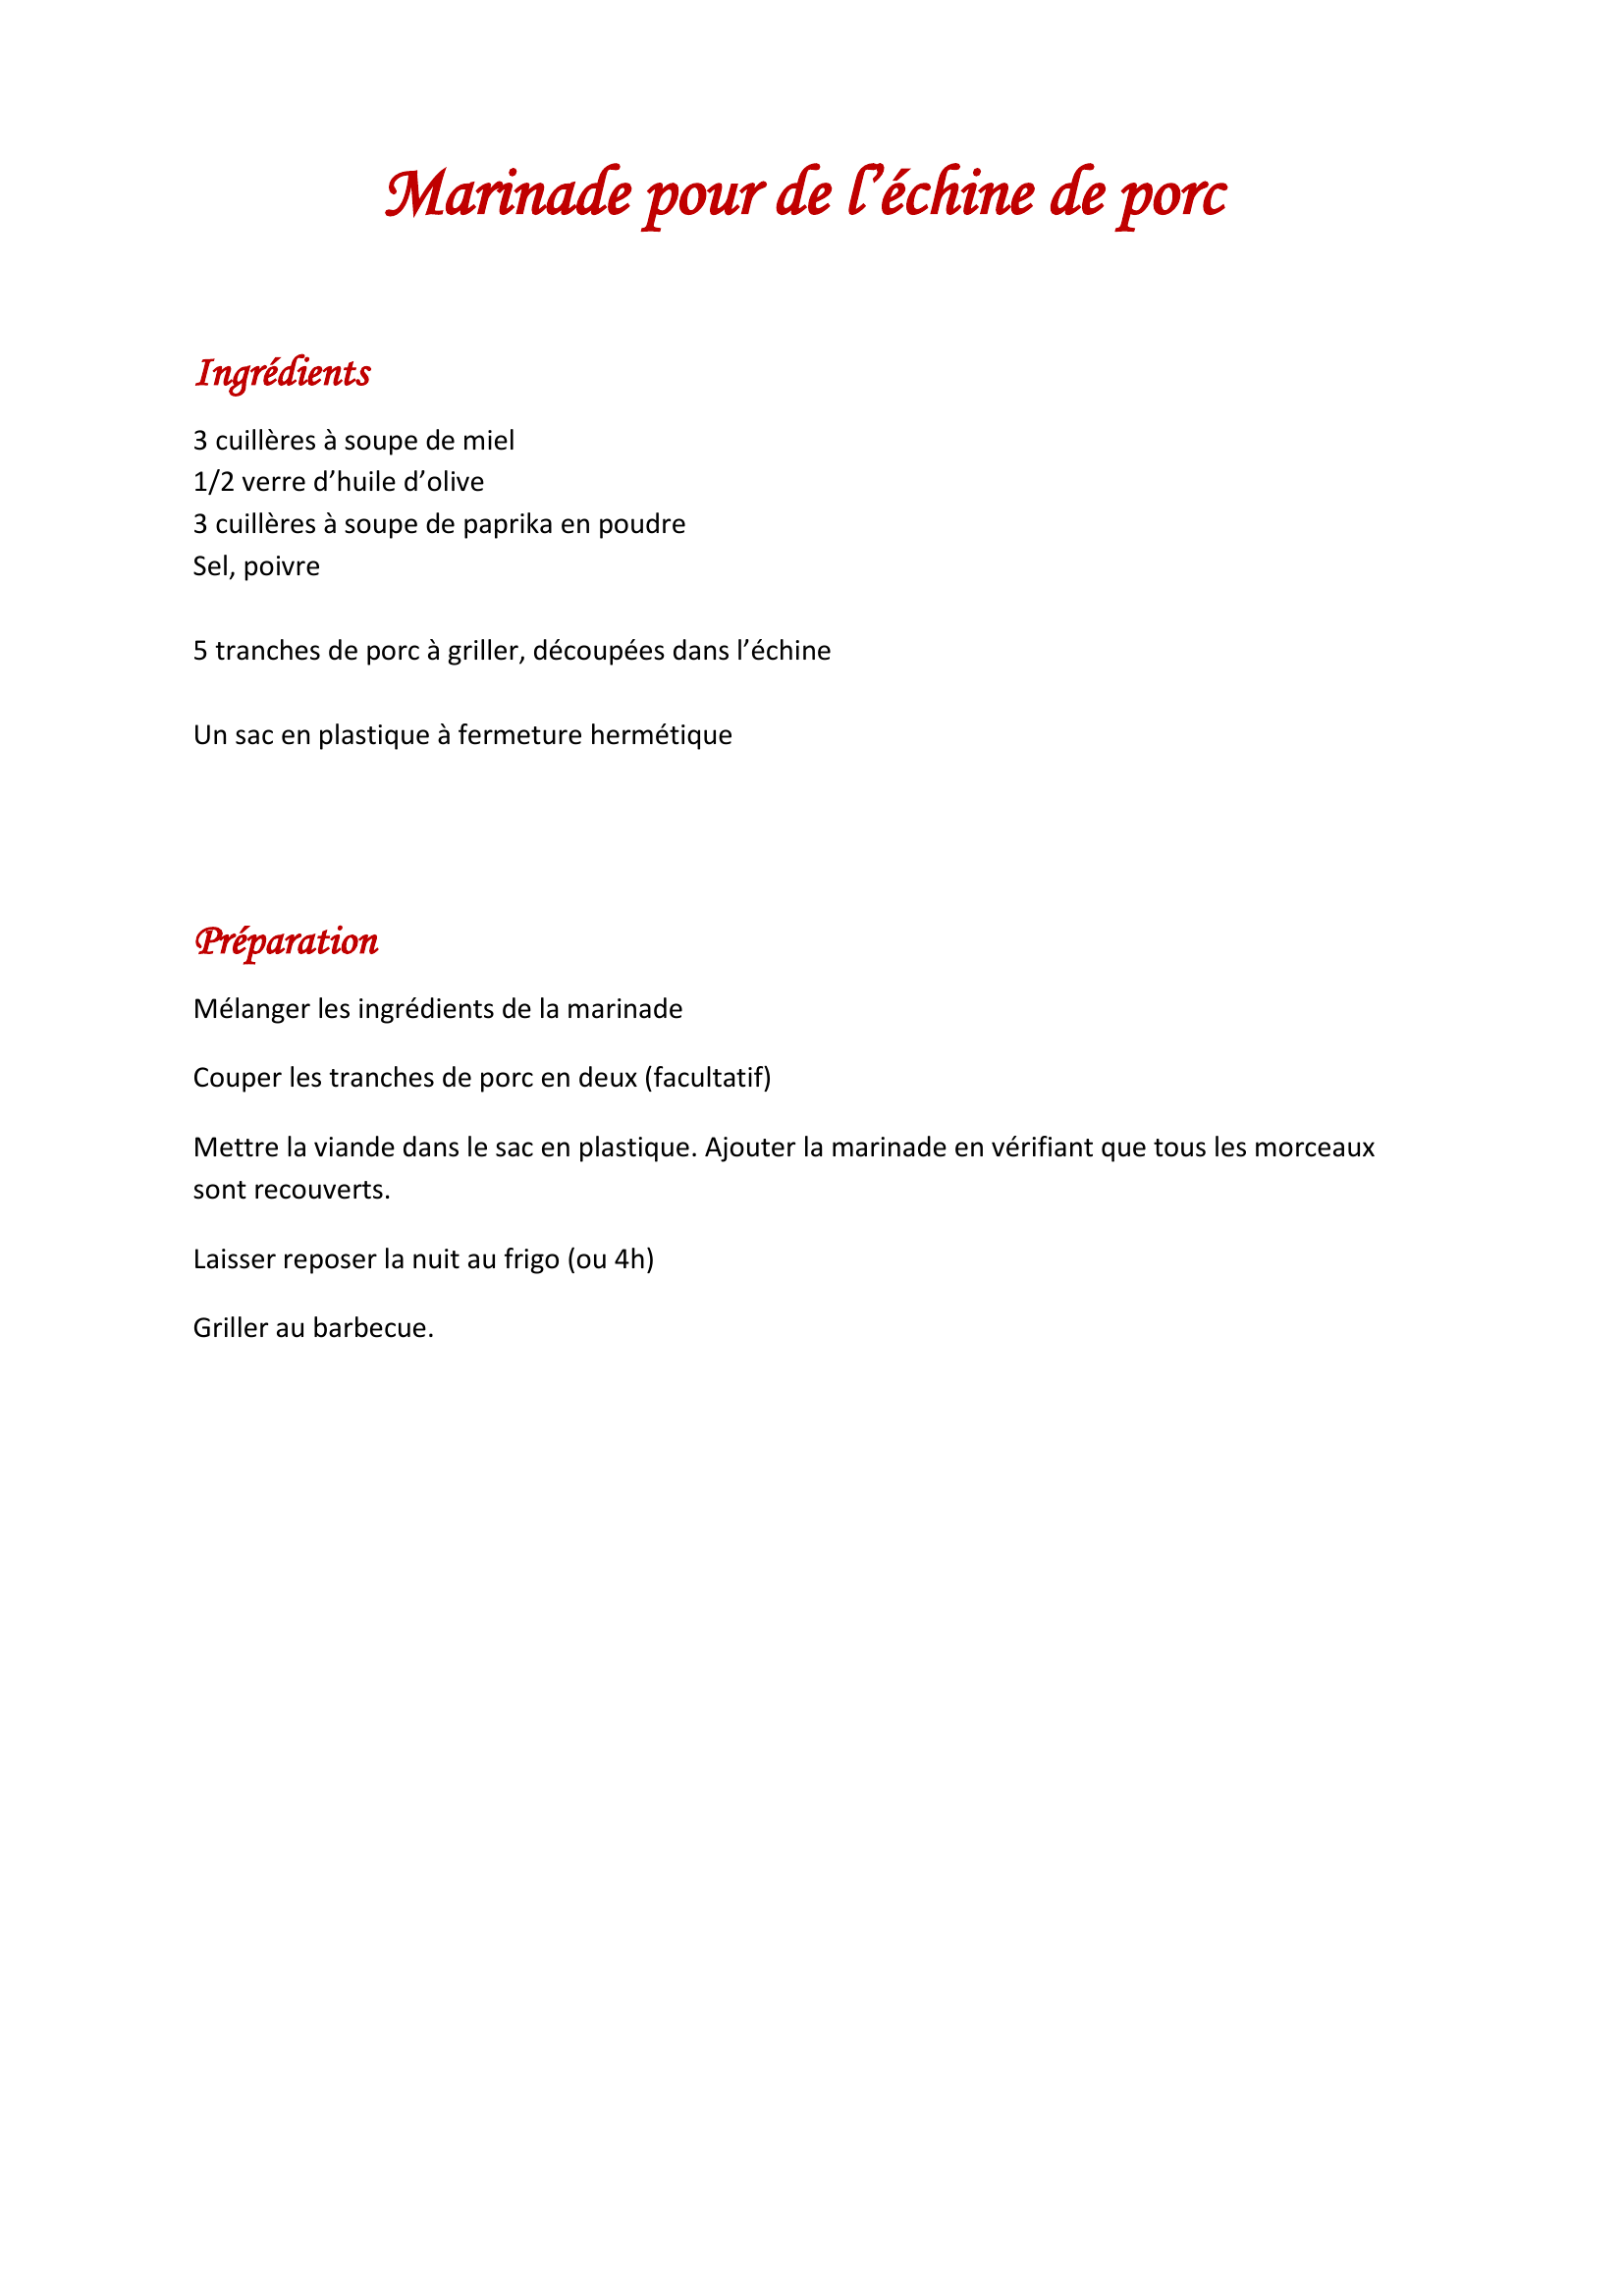 Marinade pour de l’échine de porc
Ingrédients
3 cuillères à soupe de miel
1/2 verre d’huile d’olive
3 cuillères à soupe de paprika en poudre
Sel, poivre
5 tranches de porc à griller, découpées dans l’échine
Un sac en plastique à fermeture hermétique
Préparation
Mélanger les ingrédients de la marinade
Couper les tranches de porc en deux (facultatif)
Mettre la viande dans le sac en plastique. Ajouter la marinade en vérifiant que tous les morceaux
sont recouverts.
Laisser reposer la nuit au frigo (ou 4h)
Griller au barbecue.